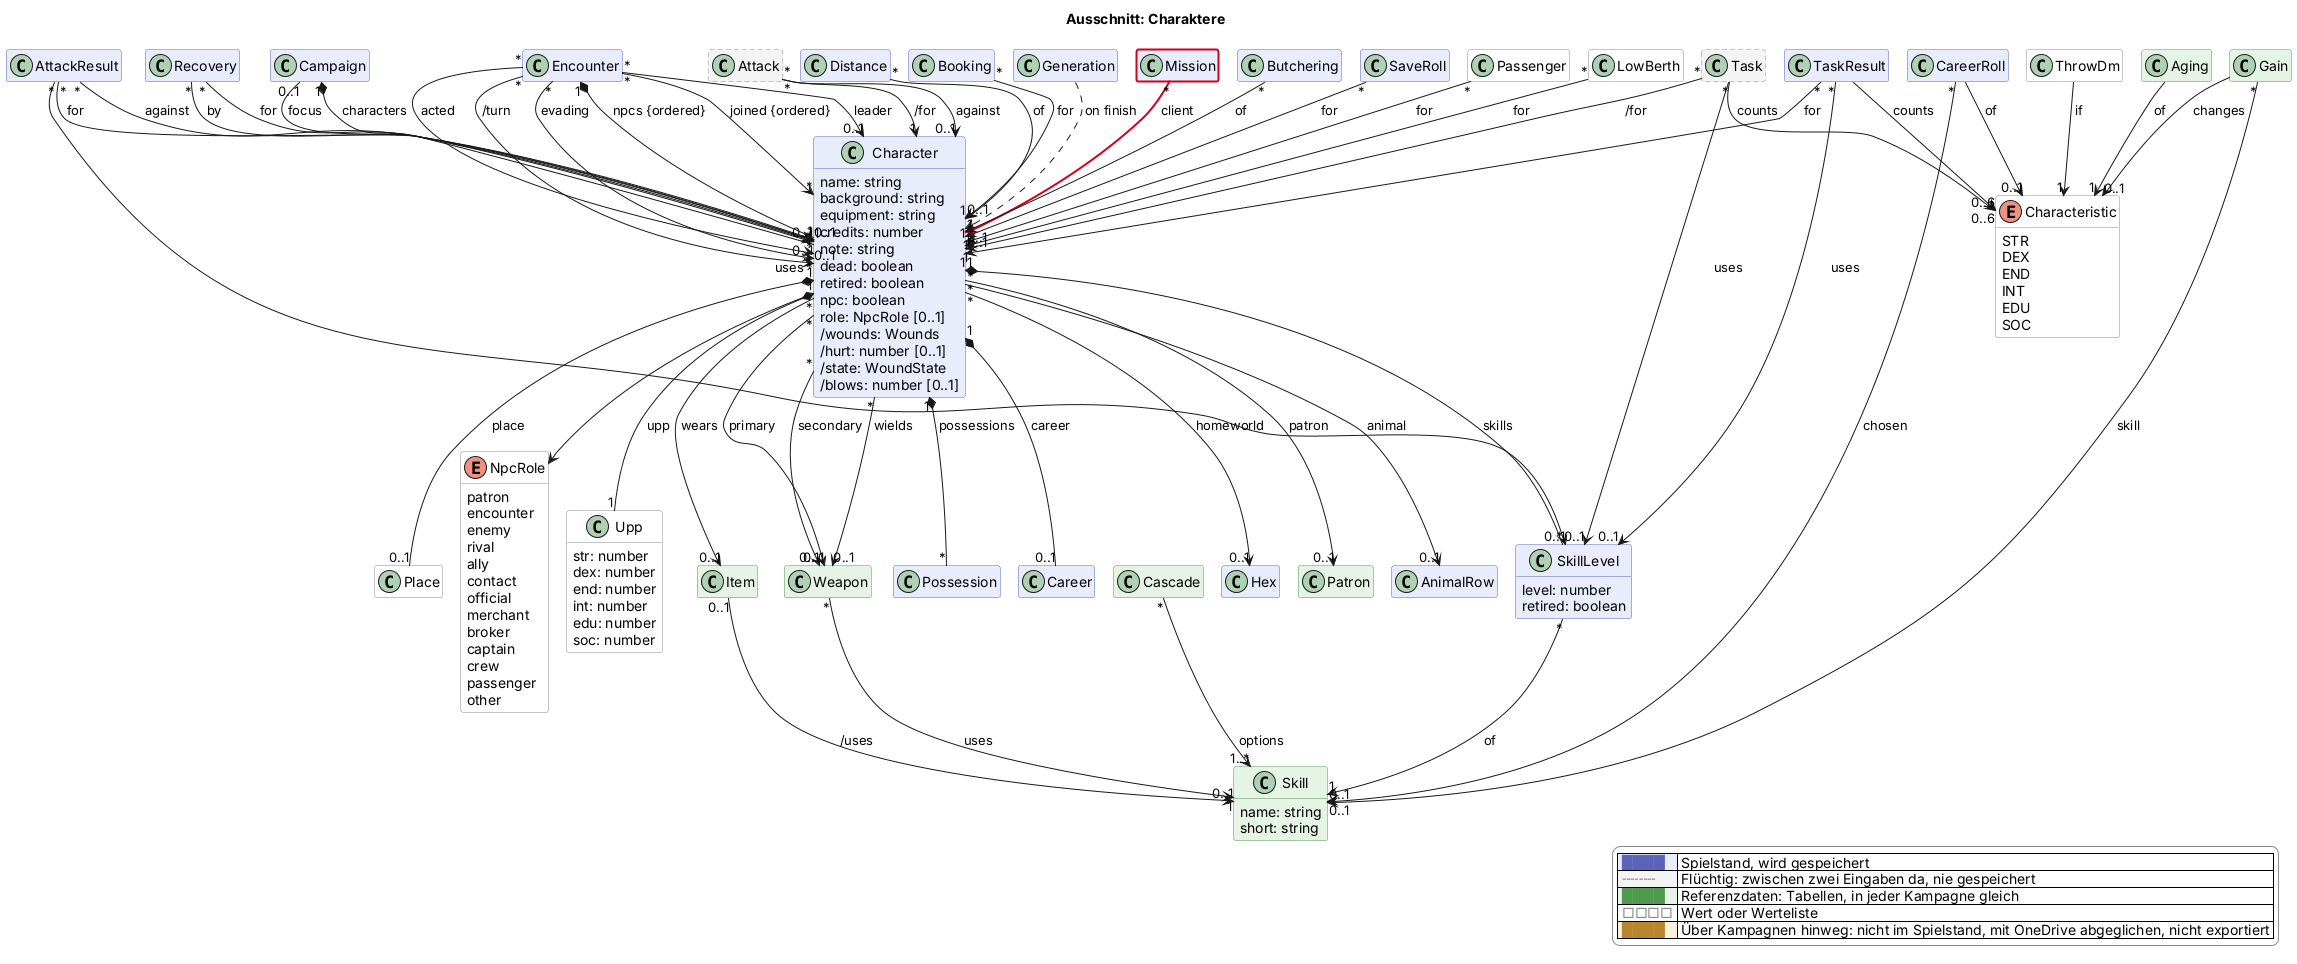 Ausschnitt: Charaktere
C AttackResult
C Recovery
C Campaign
C Encounter
C Attack
C Distance
C Booking
C Generation
C Mission
C Butchering
C SaveRoll
C Passenger
C LowBerth
C Task
C TaskResult
C CareerRoll
C ThrowDm
C Aging
C Gain
for
against
by
for
focus
characters
acted
/turn
evading
npcs {ordered}
joined {ordered}
leader
/for
against
of
for
on finish
client
of
for
for
for
/for
counts
for
counts
of
if
of
changes
C Character
name: string
background: string
equipment: string
credits: number
note: string
dead: boolean
retired: boolean
npc: boolean
role: NpcRole [0..1]
/wounds: Wounds
/hurt: number [0..1]
/state: WoundState
/blows: number [0..1]
E Characteristic
STR
DEX
END
INT
EDU
SOC
uses
uses
uses
place
upp
wears
primary
secondary
wields
possessions
career
homeworld
patron
animal
skills
chosen
skill
E NpcRole
patron
encounter
enemy
rival
ally
contact
official
merchant
broker
captain
crew
passenger
other
C Upp
str: number
dex: number
end: number
int: number
edu: number
soc: number
C Place
C Item
C Weapon
C Possession
C Career
C Cascade
C Hex
C Patron
C AnimalRow
C SkillLevel
level: number
retired: boolean
/uses
uses
options
of
C Skill
name: string
short: string
Spielstand, wird gespeichert
Flüchtig: zwischen zwei Eingaben da, nie gespeichert
Referenzdaten: Tabellen, in jeder Kampagne gleich
Wert oder Werteliste
Über Kampagnen hinweg: nicht im Spielstand, mit OneDrive abgeglichen, nicht exportiert